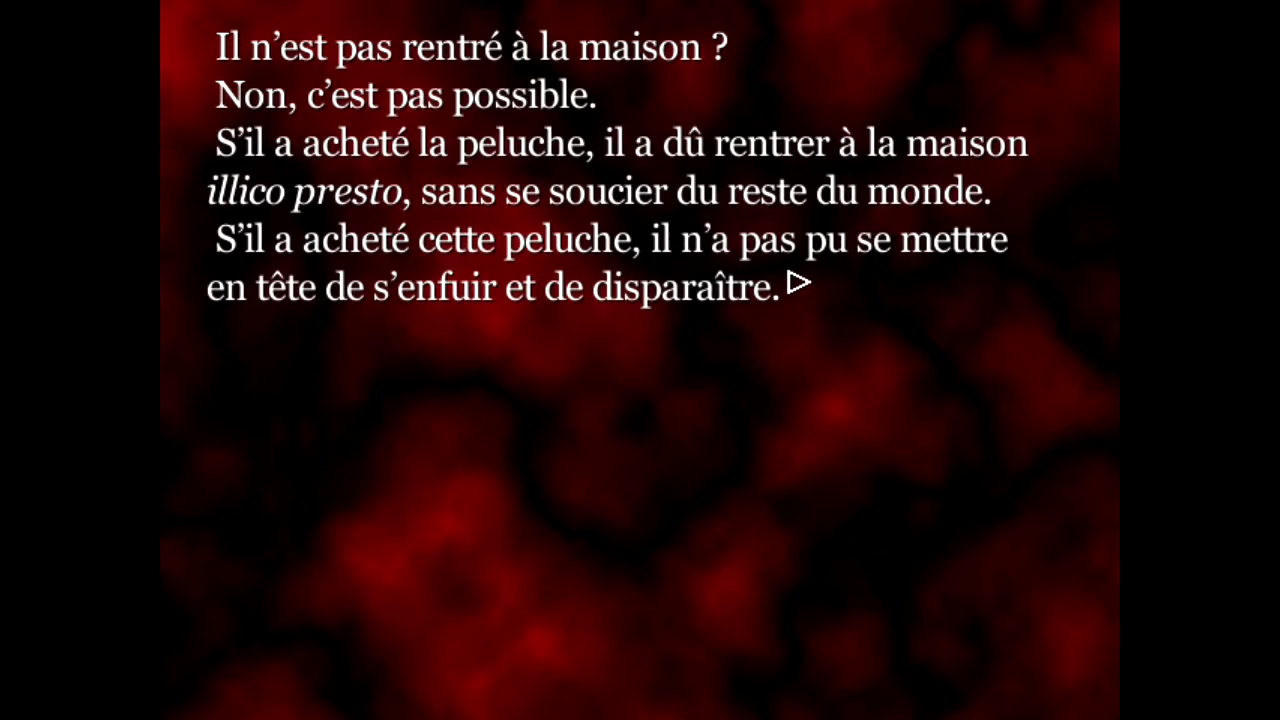 Il n’est pas rentré à la maison ?
Non, c’est pas possible.
S’il a acheté la peluche, il a dû rentrer à la maison
illico presto, sans se soucier du reste du monde.
S’il a acheté cette peluche, il n’a pas pu se mettre
en tête de s’enfuir et de disparaître.